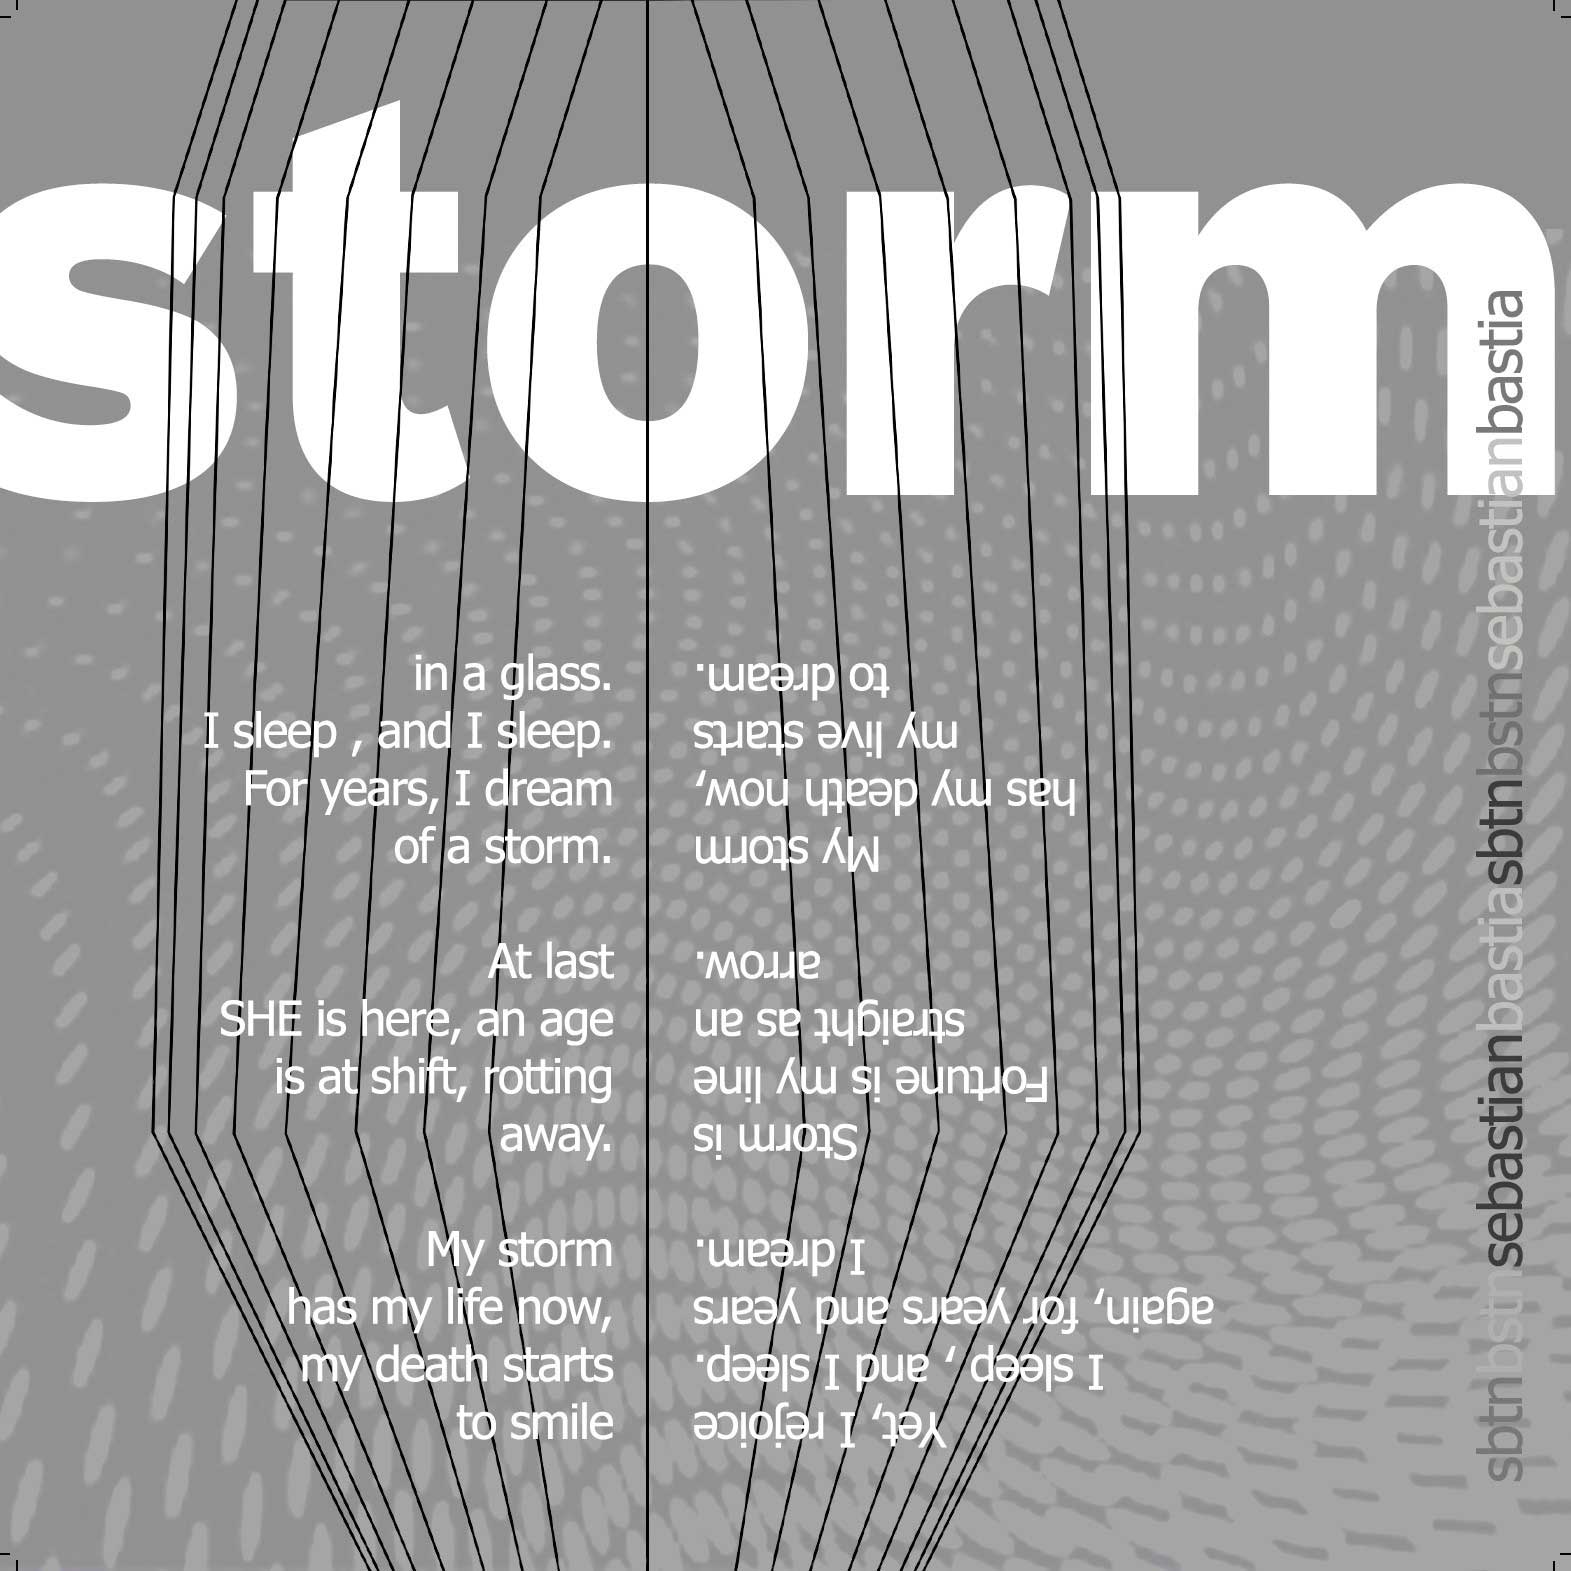 storm
in a glass.
I sleep , and I sleep.
For years, I dream
of a storm.
At last
SHE is here, an age
is at shift, rotting
away.
My storm
has my life now,
my death starts
to smile
Yet, I rejoice
I sleep , and I sleep.
again, for years and years
I dream.
Storm is
Fortune is my line
straight as an
arrow.
My storm
has my death now,
my live starts
to dream.
sbtnbstnsebastianbastiasbtnbstnsebastianbastia